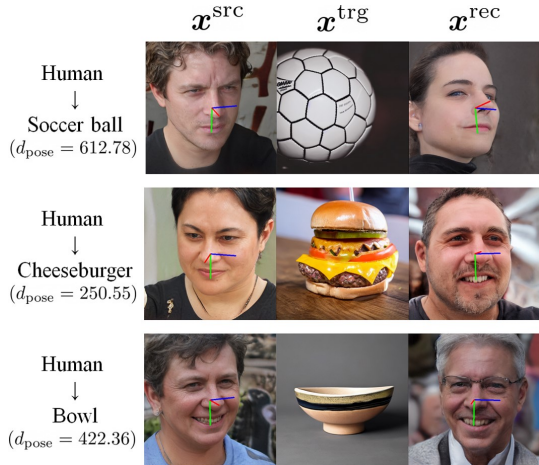 x^src x^trg x^rec
Human
↓
Soccer ball
(d_pose = 612.78)
Human
↓
Cheeseburger
(d_pose = 250.55)
Human
↓
Bowl
(d_pose = 422.36)